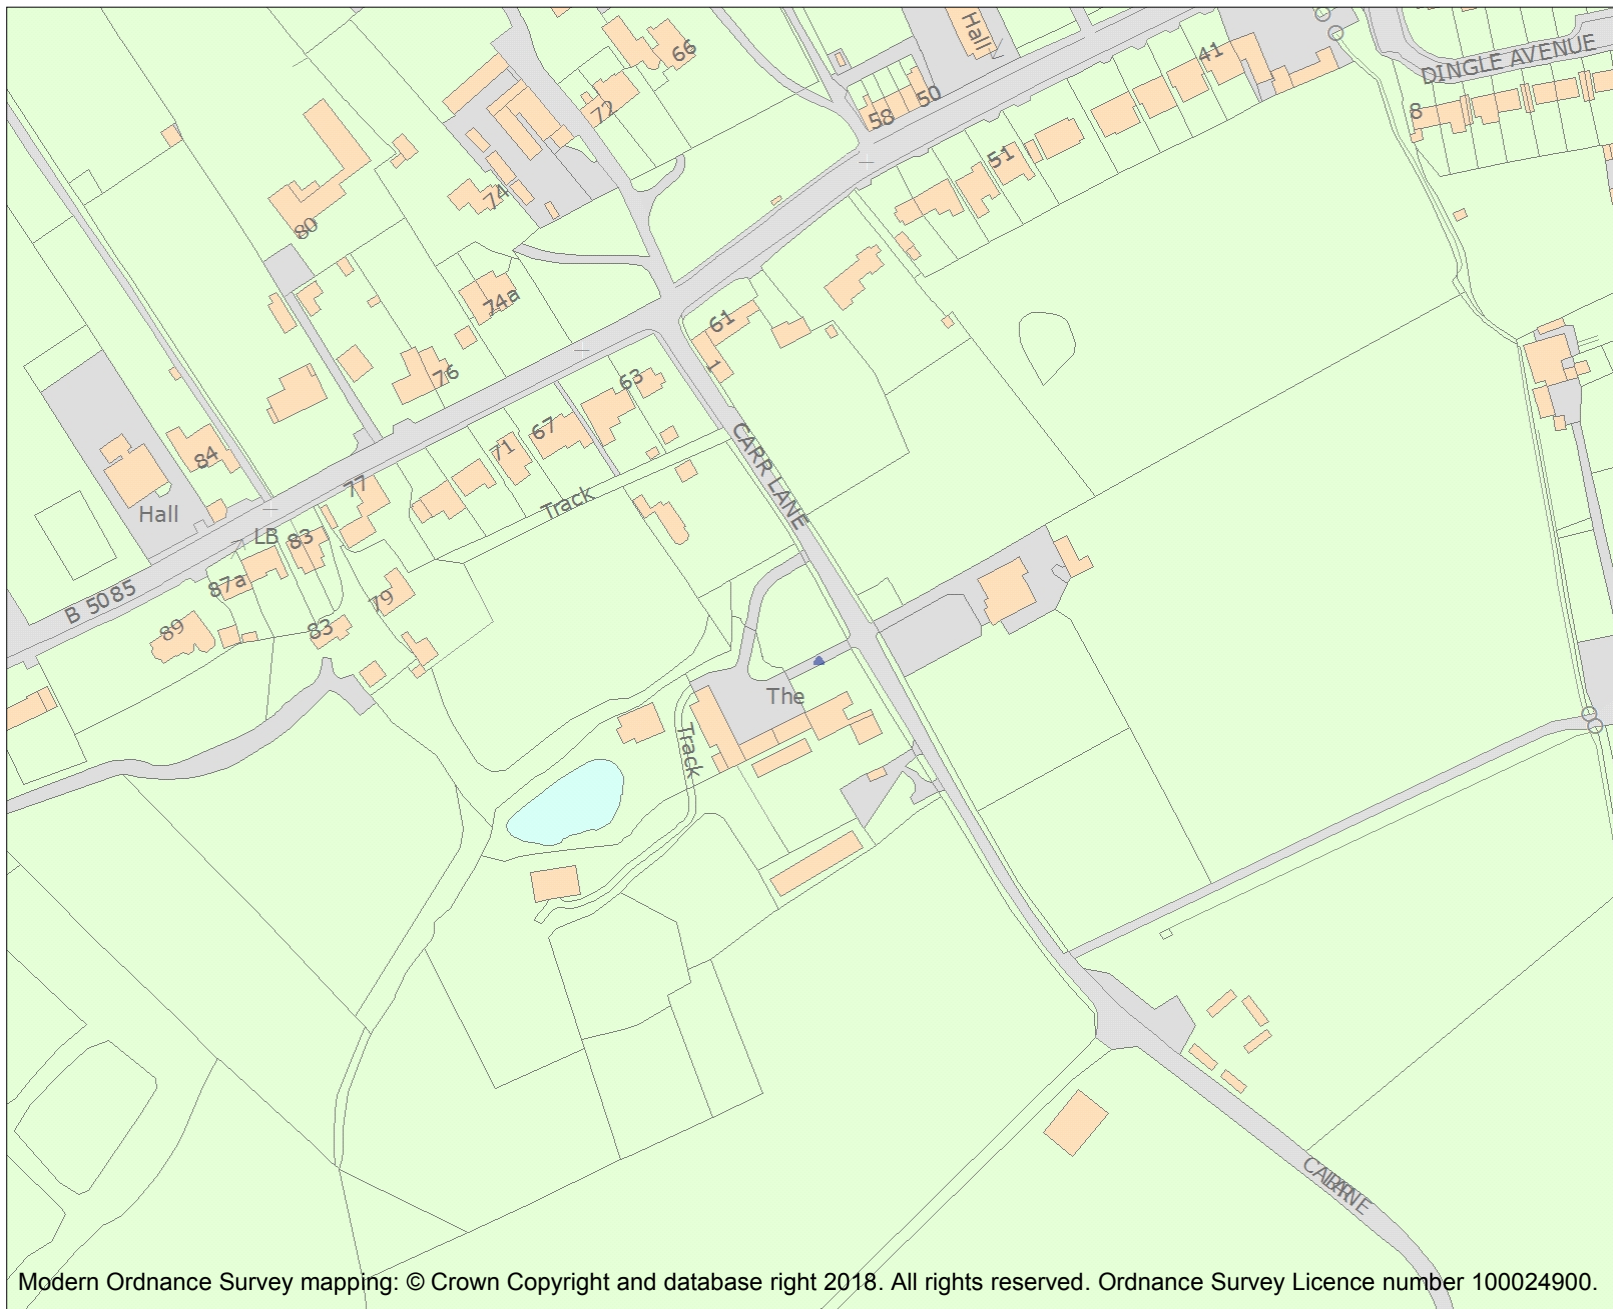 Hall
66
41
DINGLE AVENUE
72
58
50
8
51
74
80
74a
61
1
76
63
67
71
84
77
Track
CARR LANE
Hall
LB
83
87a
B 5085
79
89
83
The
Track
Modern Ordnance Survey mapping: © Crown Copyright and database right 2018. All rights reserved. Ordnance Survey Licence number 100024900.